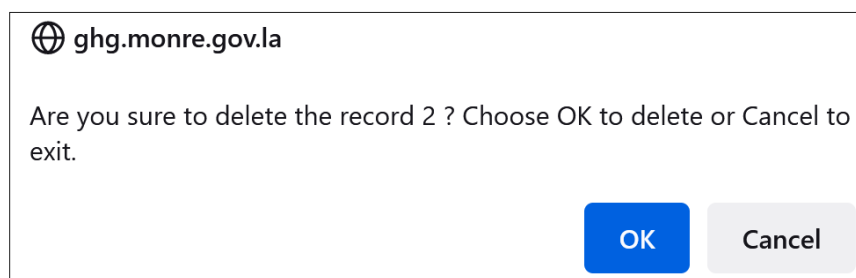 ghg.monre.gov.la
Are you sure to delete the record 2 ? Choose OK to delete or Cancel to
exit.
OK Cancel